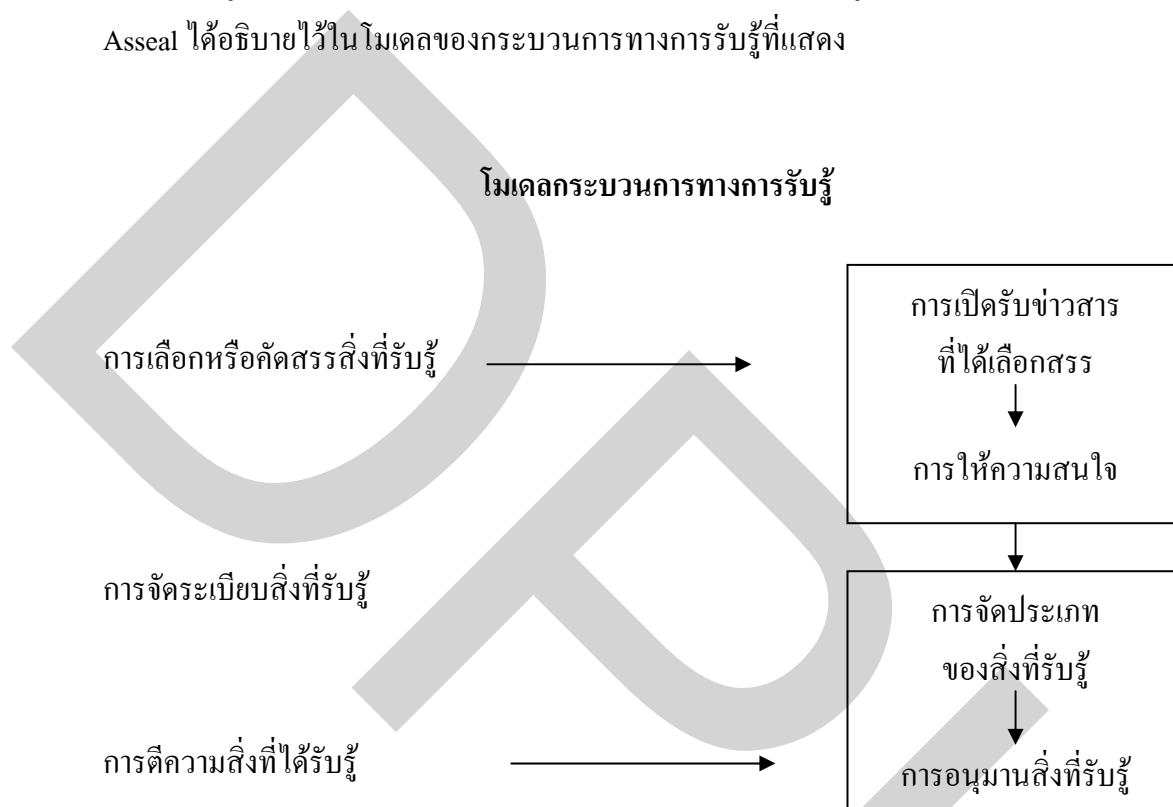 Asseal ได้อธิบายไว้ในโมเดลของกระบวนการทางการรับรู้ที่แสดง
โมเดลกระบวนการทางการรับรู้
การเปิดรับข่าวสาร
การเลือกหรือคัดสรรสิ่งที่รับรู้
ที่ได้เลือกสรร
การให้ความสนใจ
การจัดระเบียบสิ่งที่รับรู้
การจัดประเภท
ของสิ่งที่รับรู้
การตีความสิ่งที่ได้รับรู้
การอนุมานสิ่งที่รับรู้